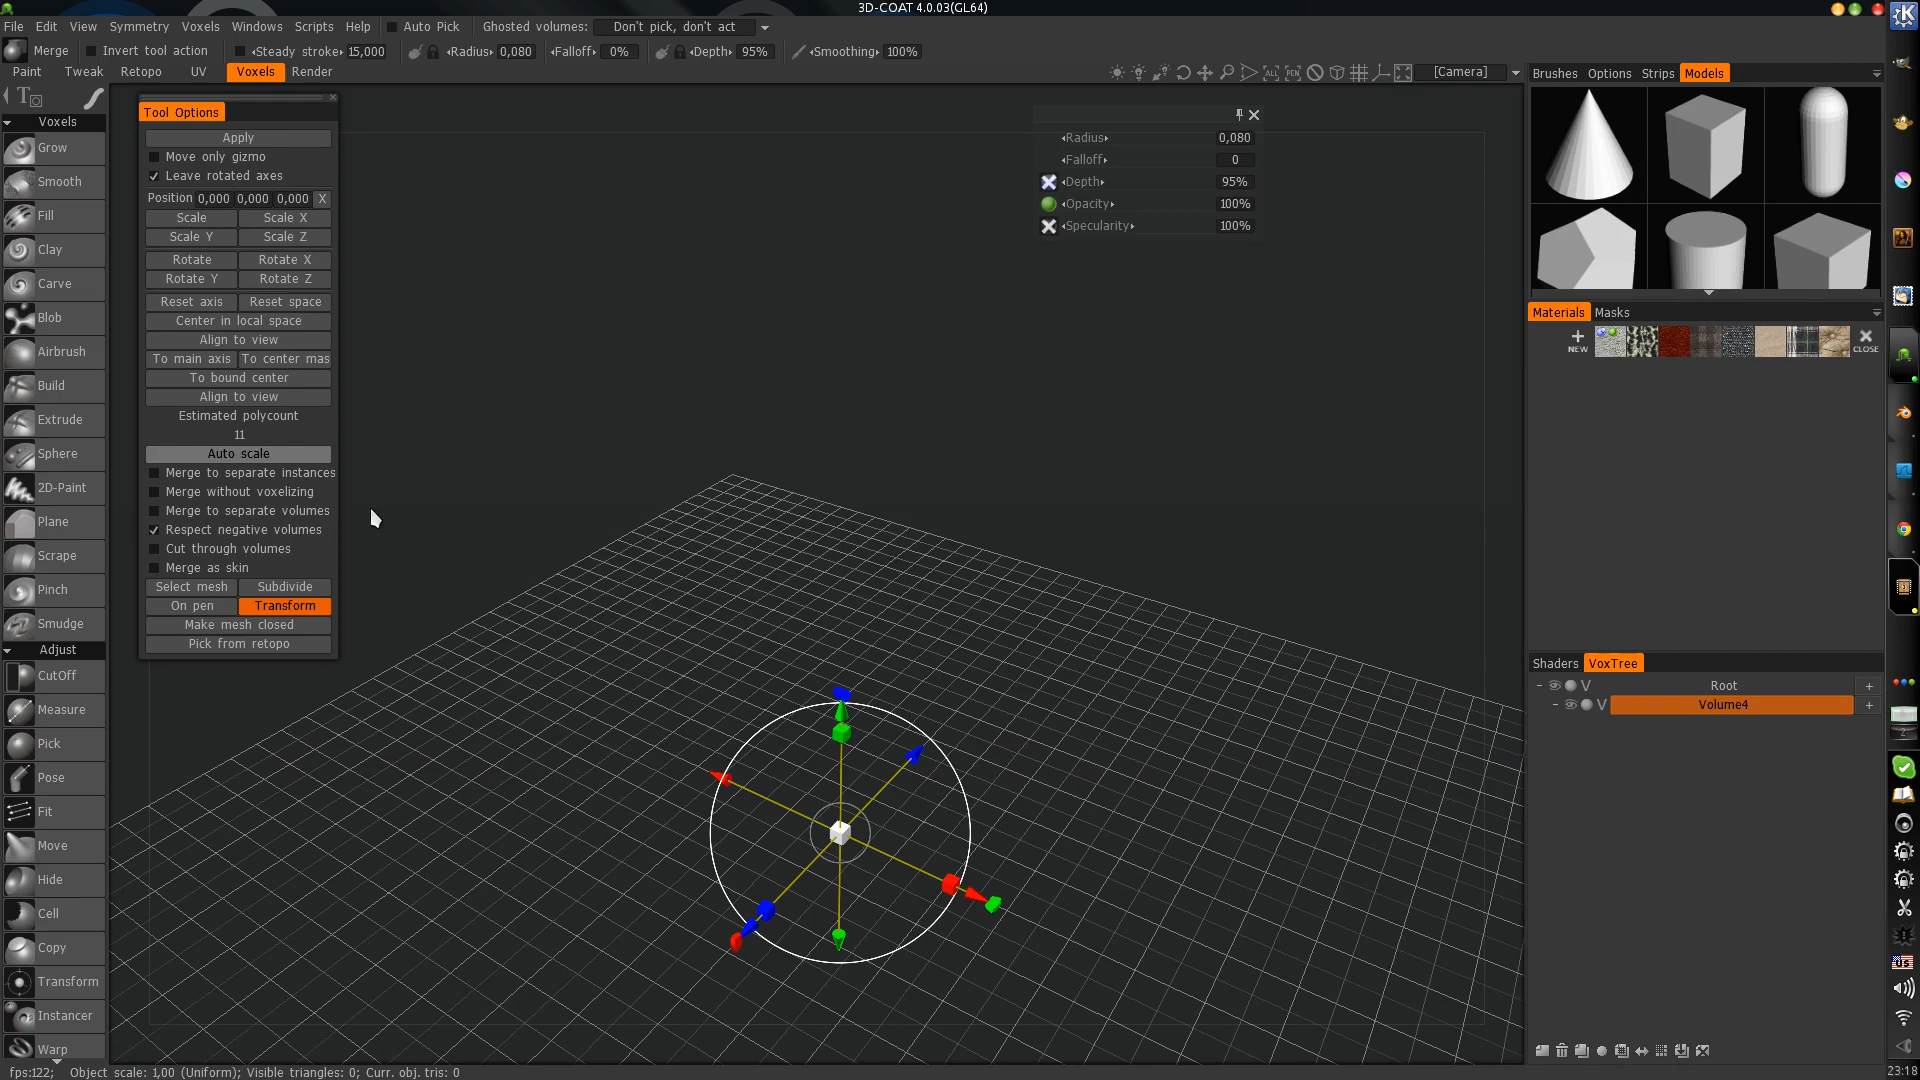 3D-COAT 4.0.03(GL64)
File Edit View Symmetry Voxels Windows Scripts Help Auto Pick Ghosted volumes: Don't pick, don't act
Merge Invert tool action Steady stroke 15,000 Radius 0,080 Falloff 0% Depth 95% Smoothing 100%
Paint Tweak Retopo UV Voxels Render [Camera]
ALL PEN
Brushes Options Strips Models
Voxels
Grow
Smooth
Fill
Clay
Carve
Blob
Airbrush
Build
Extrude
Sphere
2D-Paint
Plane
Scrape
Pinch
Smudge
Adjust
CutOff
Measure
Pick
Pose
Fit
Move
Hide
Cell
Copy
Transform
Instancer
Warp
Tool Options
Apply
Move only gizmo
Leave rotated axes
Position 0,000 0,000 0,000 X
Scale Scale X
Scale Y Scale Z
Rotate Rotate X
Rotate Y Rotate Z
Reset axis Reset space
Center in local space
Align to view
To main axis To center mas
To bound center
Align to view
Estimated polycount
11
Auto scale
Merge to separate instances
Merge without voxelizing
Merge to separate volumes
Respect negative volumes
Cut through volumes
Merge as skin
Select mesh Subdivide
On pen Transform
Make mesh closed
Pick from retopo
Radius 0,080
Falloff 0
Depth 95%
Opacity 100%
Specularity 100%
Materials Masks
NEW CLOSE
Shaders VoxTree
V Root +
V Volume4 +
2
us
23:18
fps:122; Object scale: 1,00 (Uniform); Visible triangles: 0; Curr. obj. tris: 0